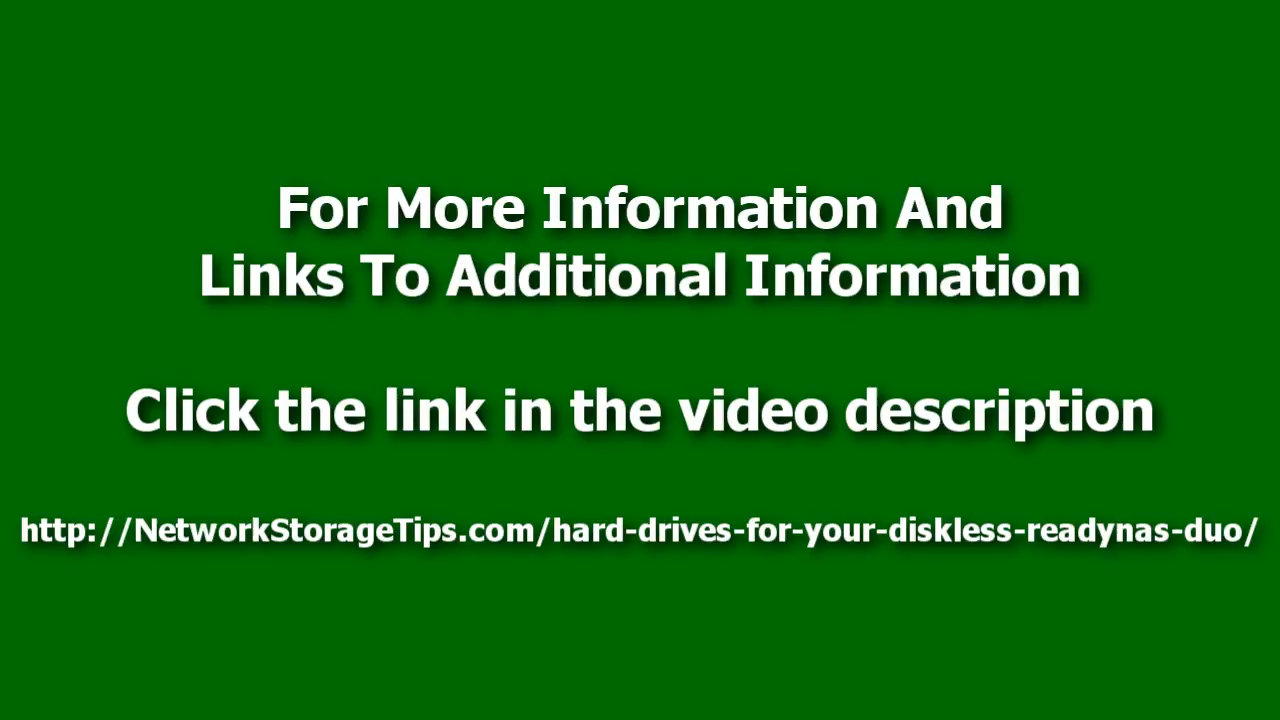 For More Information And
Links To Additional Information
Click the link in the video description
http://NetworkStorageTips.com/hard-drives-for-your-diskless-readynas-duo/